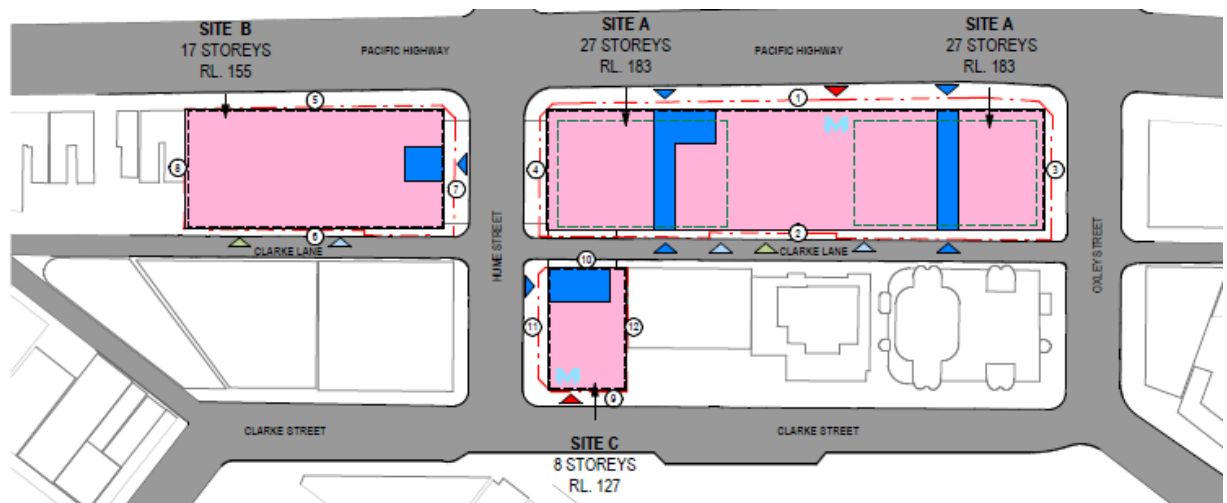 SITE B
17 STOREYS
RL. 155
PACIFIC HIGHWAY
SITE A
27 STOREYS
RL. 183
PACIFIC HIGHWAY
SITE A
27 STOREYS
RL. 183
5
1
M
8
7
4
3
6
2
CLARKE LANE
CLARKE LANE
HUME STREET
OXLEY STREET
10
11
12
M
9
CLARKE STREET
CLARKE STREET
SITE C
8 STOREYS
RL. 127